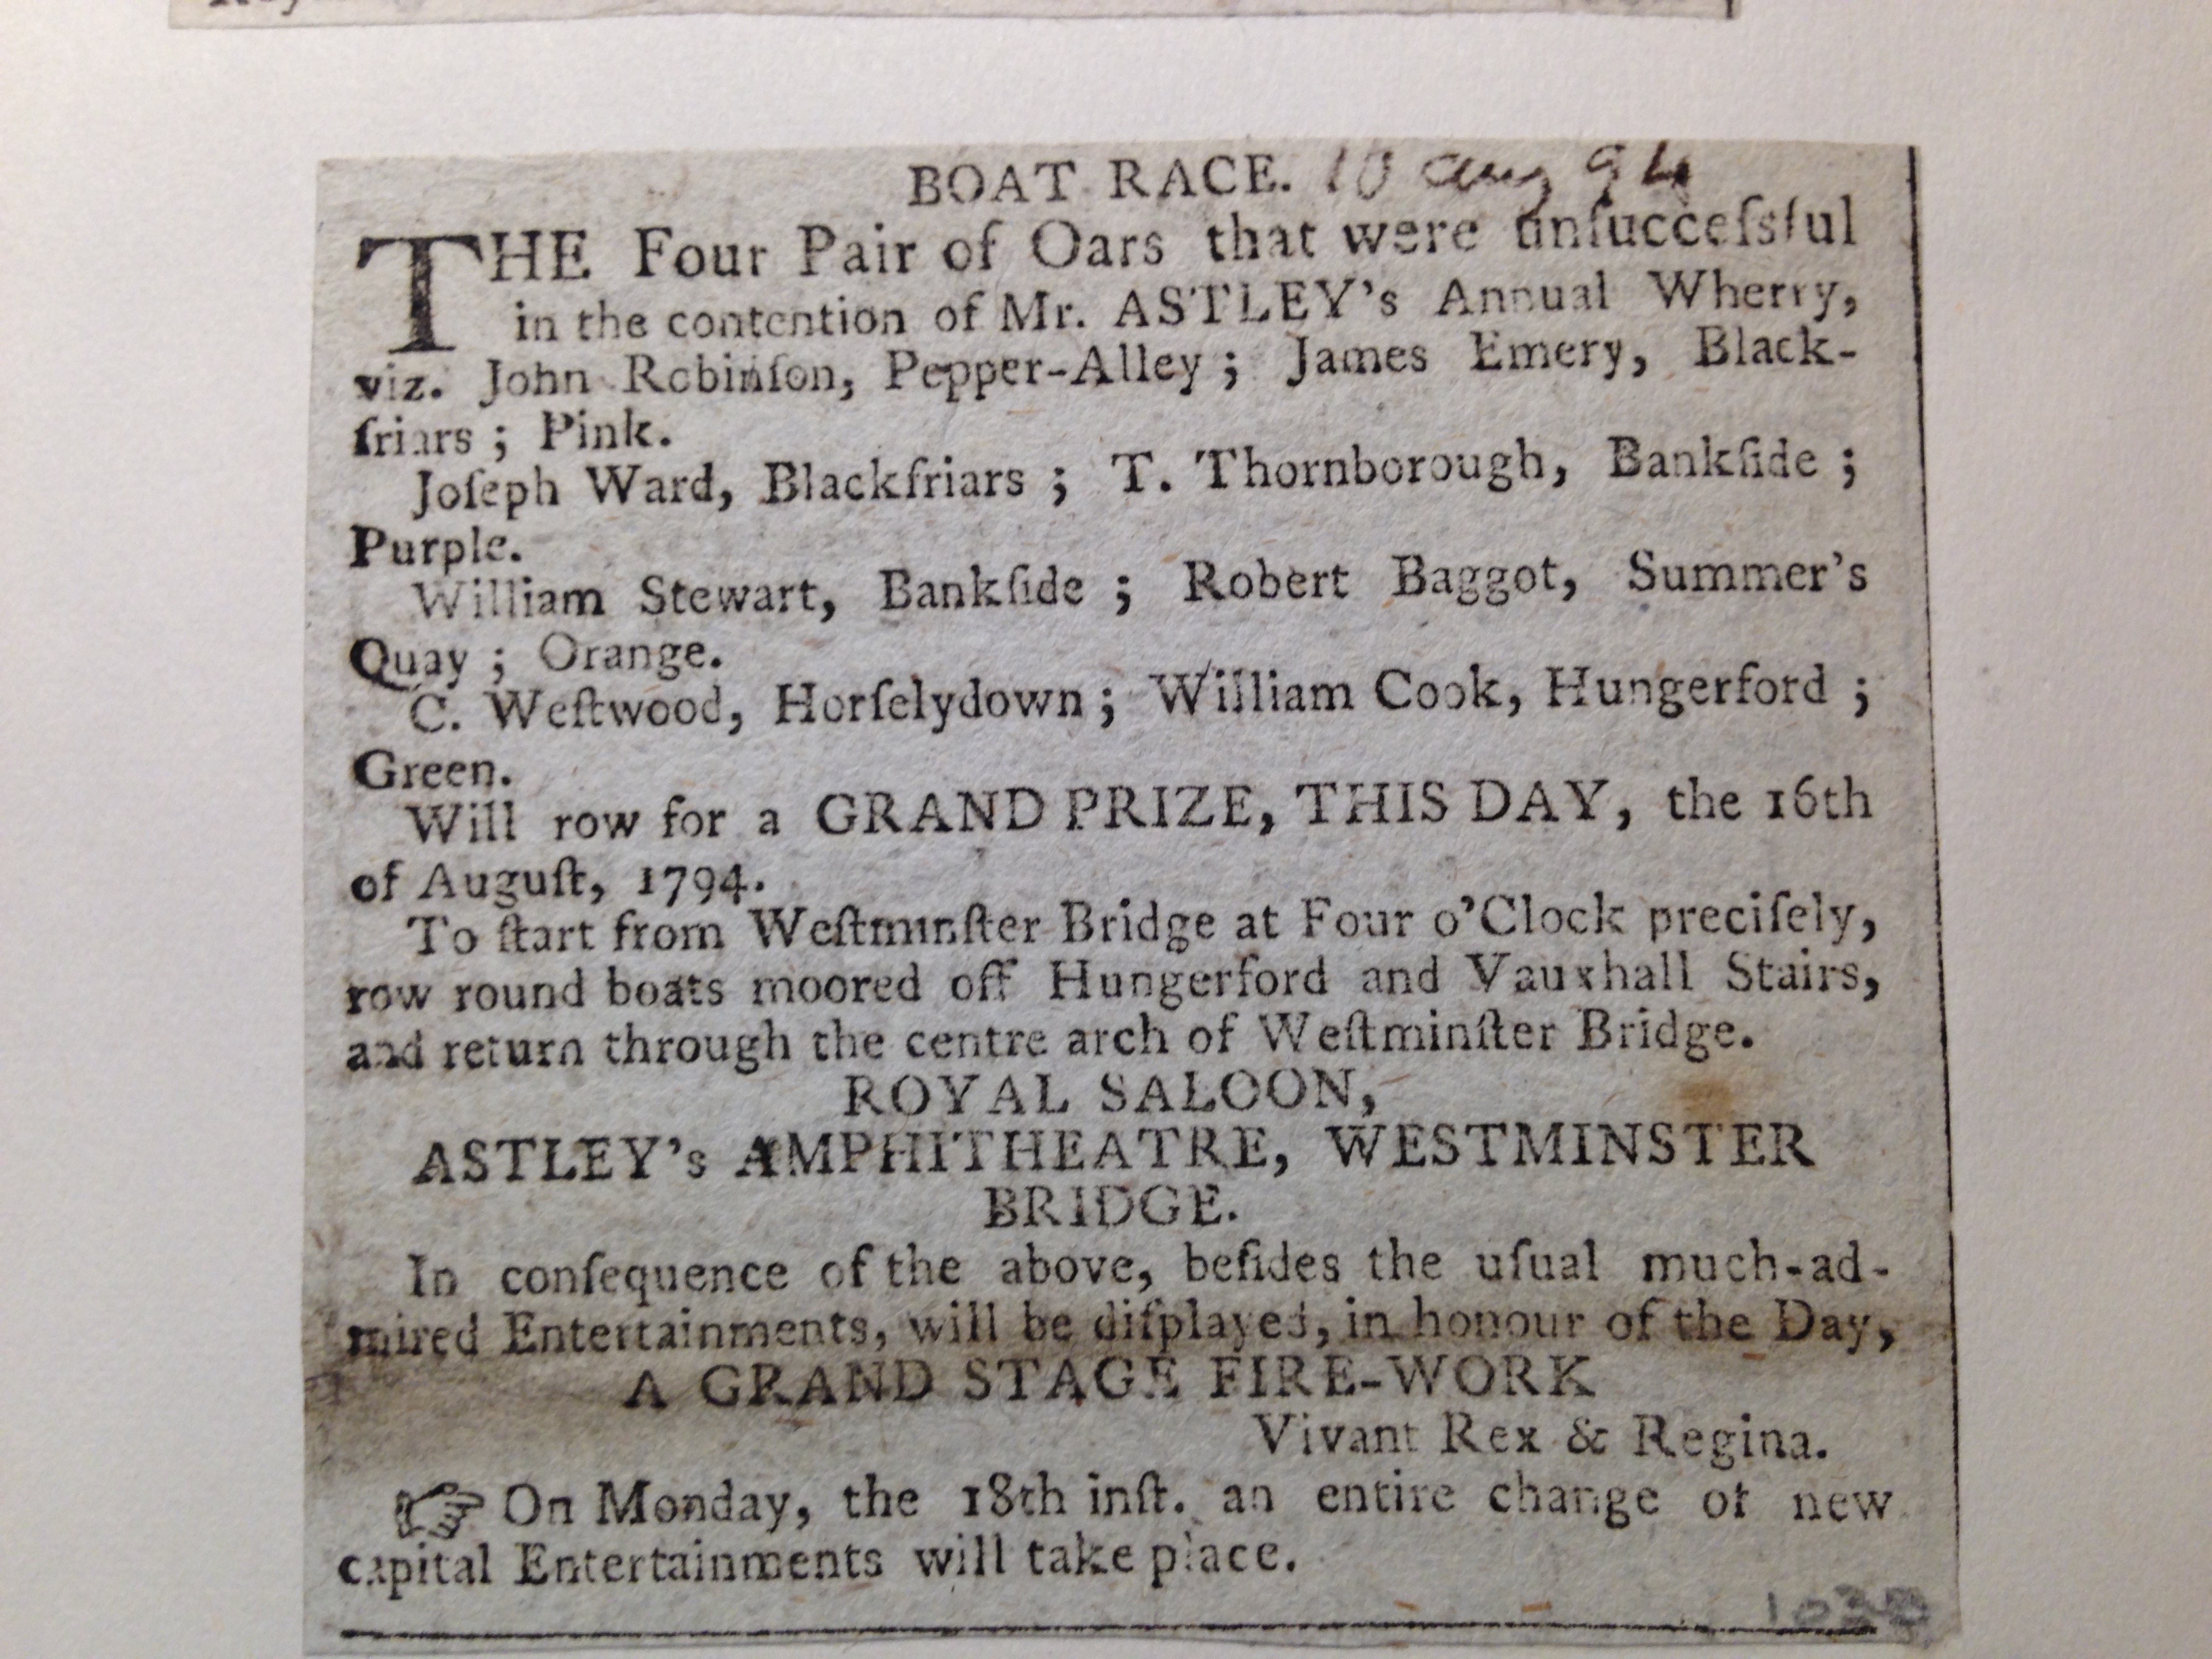 BOAT RACE. 10 aug 94
THE Four Pair of Oars that were unſucceſsful
in the contention of Mr. ASTLEY's Annual Wherry,
viz. John Robinſon, Pepper-Alley; James Emery, Black-
friars; Pink.
Joſeph Ward, Blackfriars; T. Thornborough, Bankſide;
Purple.
William Stewart, Bankſide; Robert Baggot, Summer's
Quay; Orange.
C. Weſtwood, Horſelydown; William Cook, Hungerford;
Green.
Will row for a GRAND PRIZE, THIS DAY, the 16th
of Auguſt, 1794.
To ſtart from Weſtminſter Bridge at Four o'Clock preciſely,
row round boats moored off Hungerford and Vauxhall Stairs,
and return through the centre arch of Weſtminſter Bridge.
ROYAL SALOON,
ASTLEY's AMPHITHEATRE, WESTMINSTER
BRIDGE.
In conſequence of the above, beſides the uſual much-ad-
mired Entertainments, will be diſplayed, in honour of the Day,
A GRAND STAGE FIRE-WORK
Vivant Rex & Regina.
☞ On Monday, the 18th inſt. an entire change of new
capital Entertainments will take place.